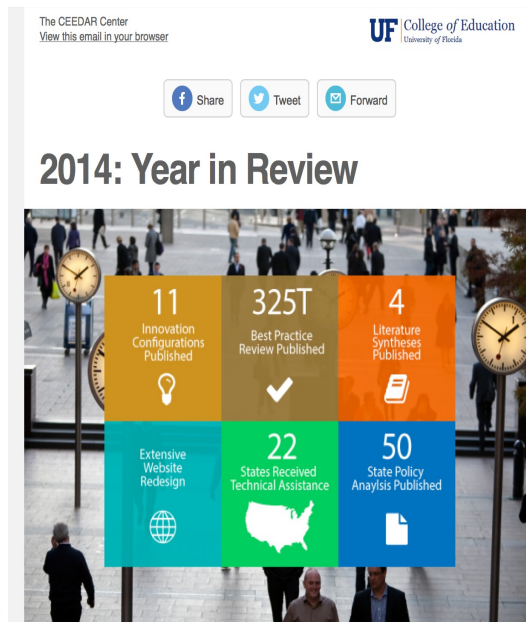 The CEEDAR Center
View this email in your browser
UF College of Education
University of Florida
Share
Tweet
Forward
2014: Year in Review
11
Innovation
Configurations
Published
325T
Best Practice
Review Published
4
Literature
Syntheses
Published
Extensive
Website
Redesign
22
States Received
Technical Assistance
50
State Policy
Anaylsis Published